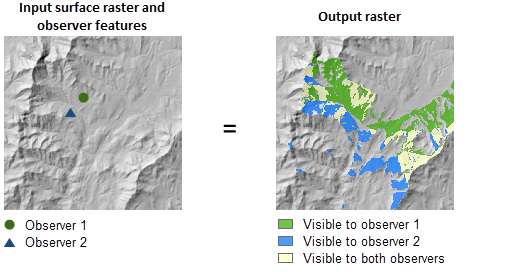 Input surface raster and
observer features
Output raster
=
Observer 1
Observer 2
Visible to observer 1
Visible to observer 2
Visible to both observers